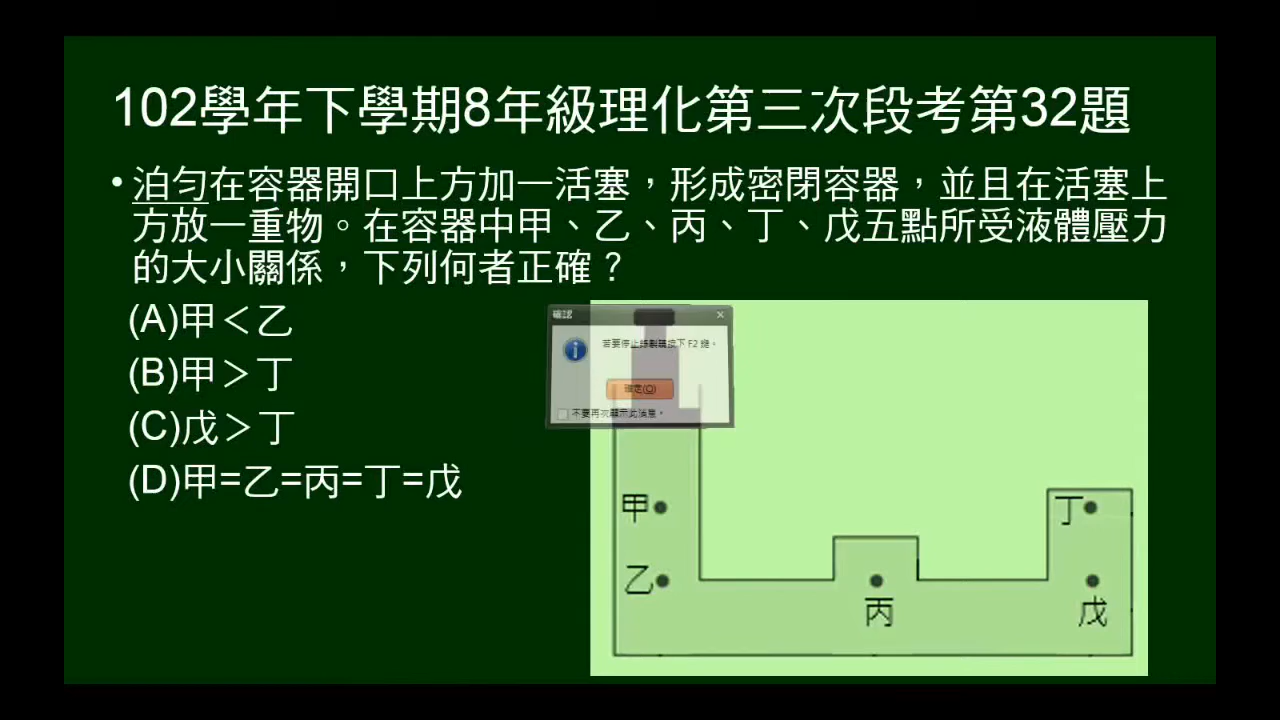 102學年下學期8年級理化第三次段考第32題
•泊勻在容器開口上方加一活塞，形成密閉容器，並且在活塞上
方放一重物。在容器中甲、乙、丙、丁、戊五點所受液體壓力
的大小關係，下列何者正確？
(A)甲＜乙
(B)甲＞丁
(C)戊＞丁
(D)甲=乙=丙=丁=戊
確認
若要停止錄製請按下 F2 鍵。
確定(O)
不要再次顯示此消息。
甲
丁
乙
丙
戊